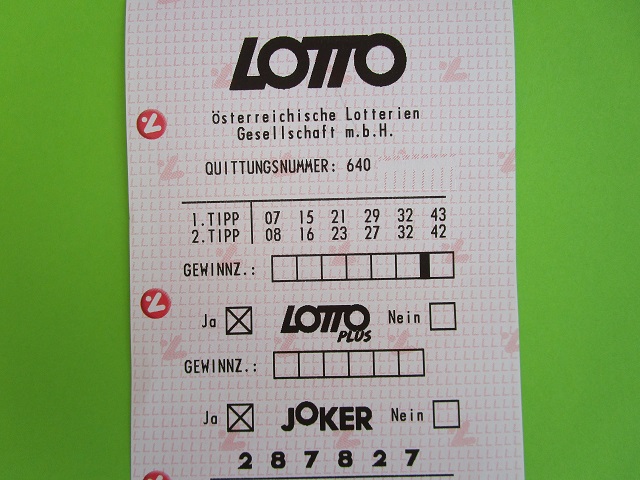 LOTTO
Österreichische Lotterien
Gesellschaft m.b.H.
QUITTUNGSNUMMER: 640
1.TIPP 07 15 21 29 32 43
2.TIPP 08 16 23 27 32 42
GEWINNZ.:
Ja LOTTO PLUS Nein
GEWINNZ.:
Ja JOKER Nein
2 8 7 8 2 7